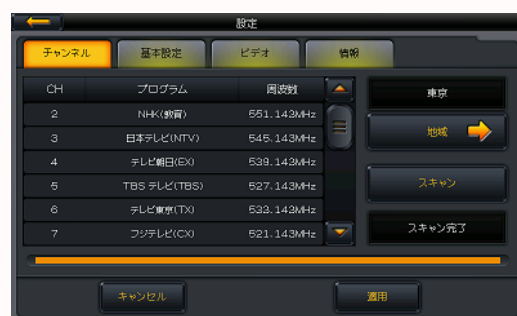 設定
チャンネル 基本設定 ビデオ 情報
CH プログラム 周波数
2 NHK(教育) 551.143MHz
3 日本テレビ(NTV) 545.143MHz
4 テレビ朝日(EX) 539.143MHz
5 TBS テレビ(TBS) 527.143MHz
6 テレビ東京(TX) 533.143MHz
7 フジテレビ(CX) 521.143MHz
東京
地域
スキャン
スキャン完了
キャンセル 適用